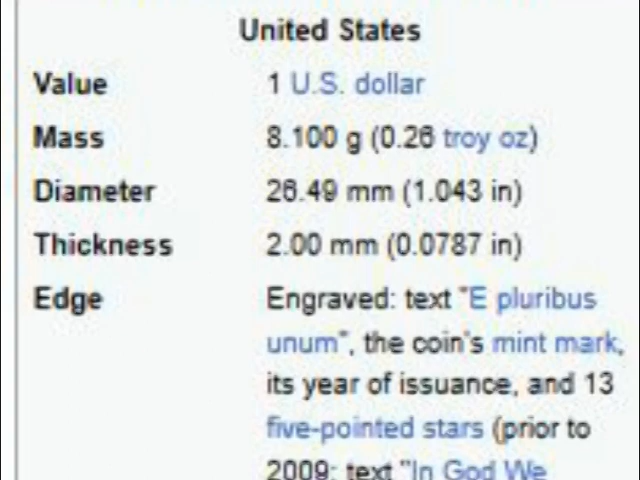 United States
Value 1 U.S. dollar
Mass 8.100 g (0.26 troy oz)
Diameter 26.49 mm (1.043 in)
Thickness 2.00 mm (0.0787 in)
Edge Engraved: text "E pluribus
unum", the coin's mint mark,
its year of issuance, and 13
five-pointed stars (prior to
2009: text "In God We